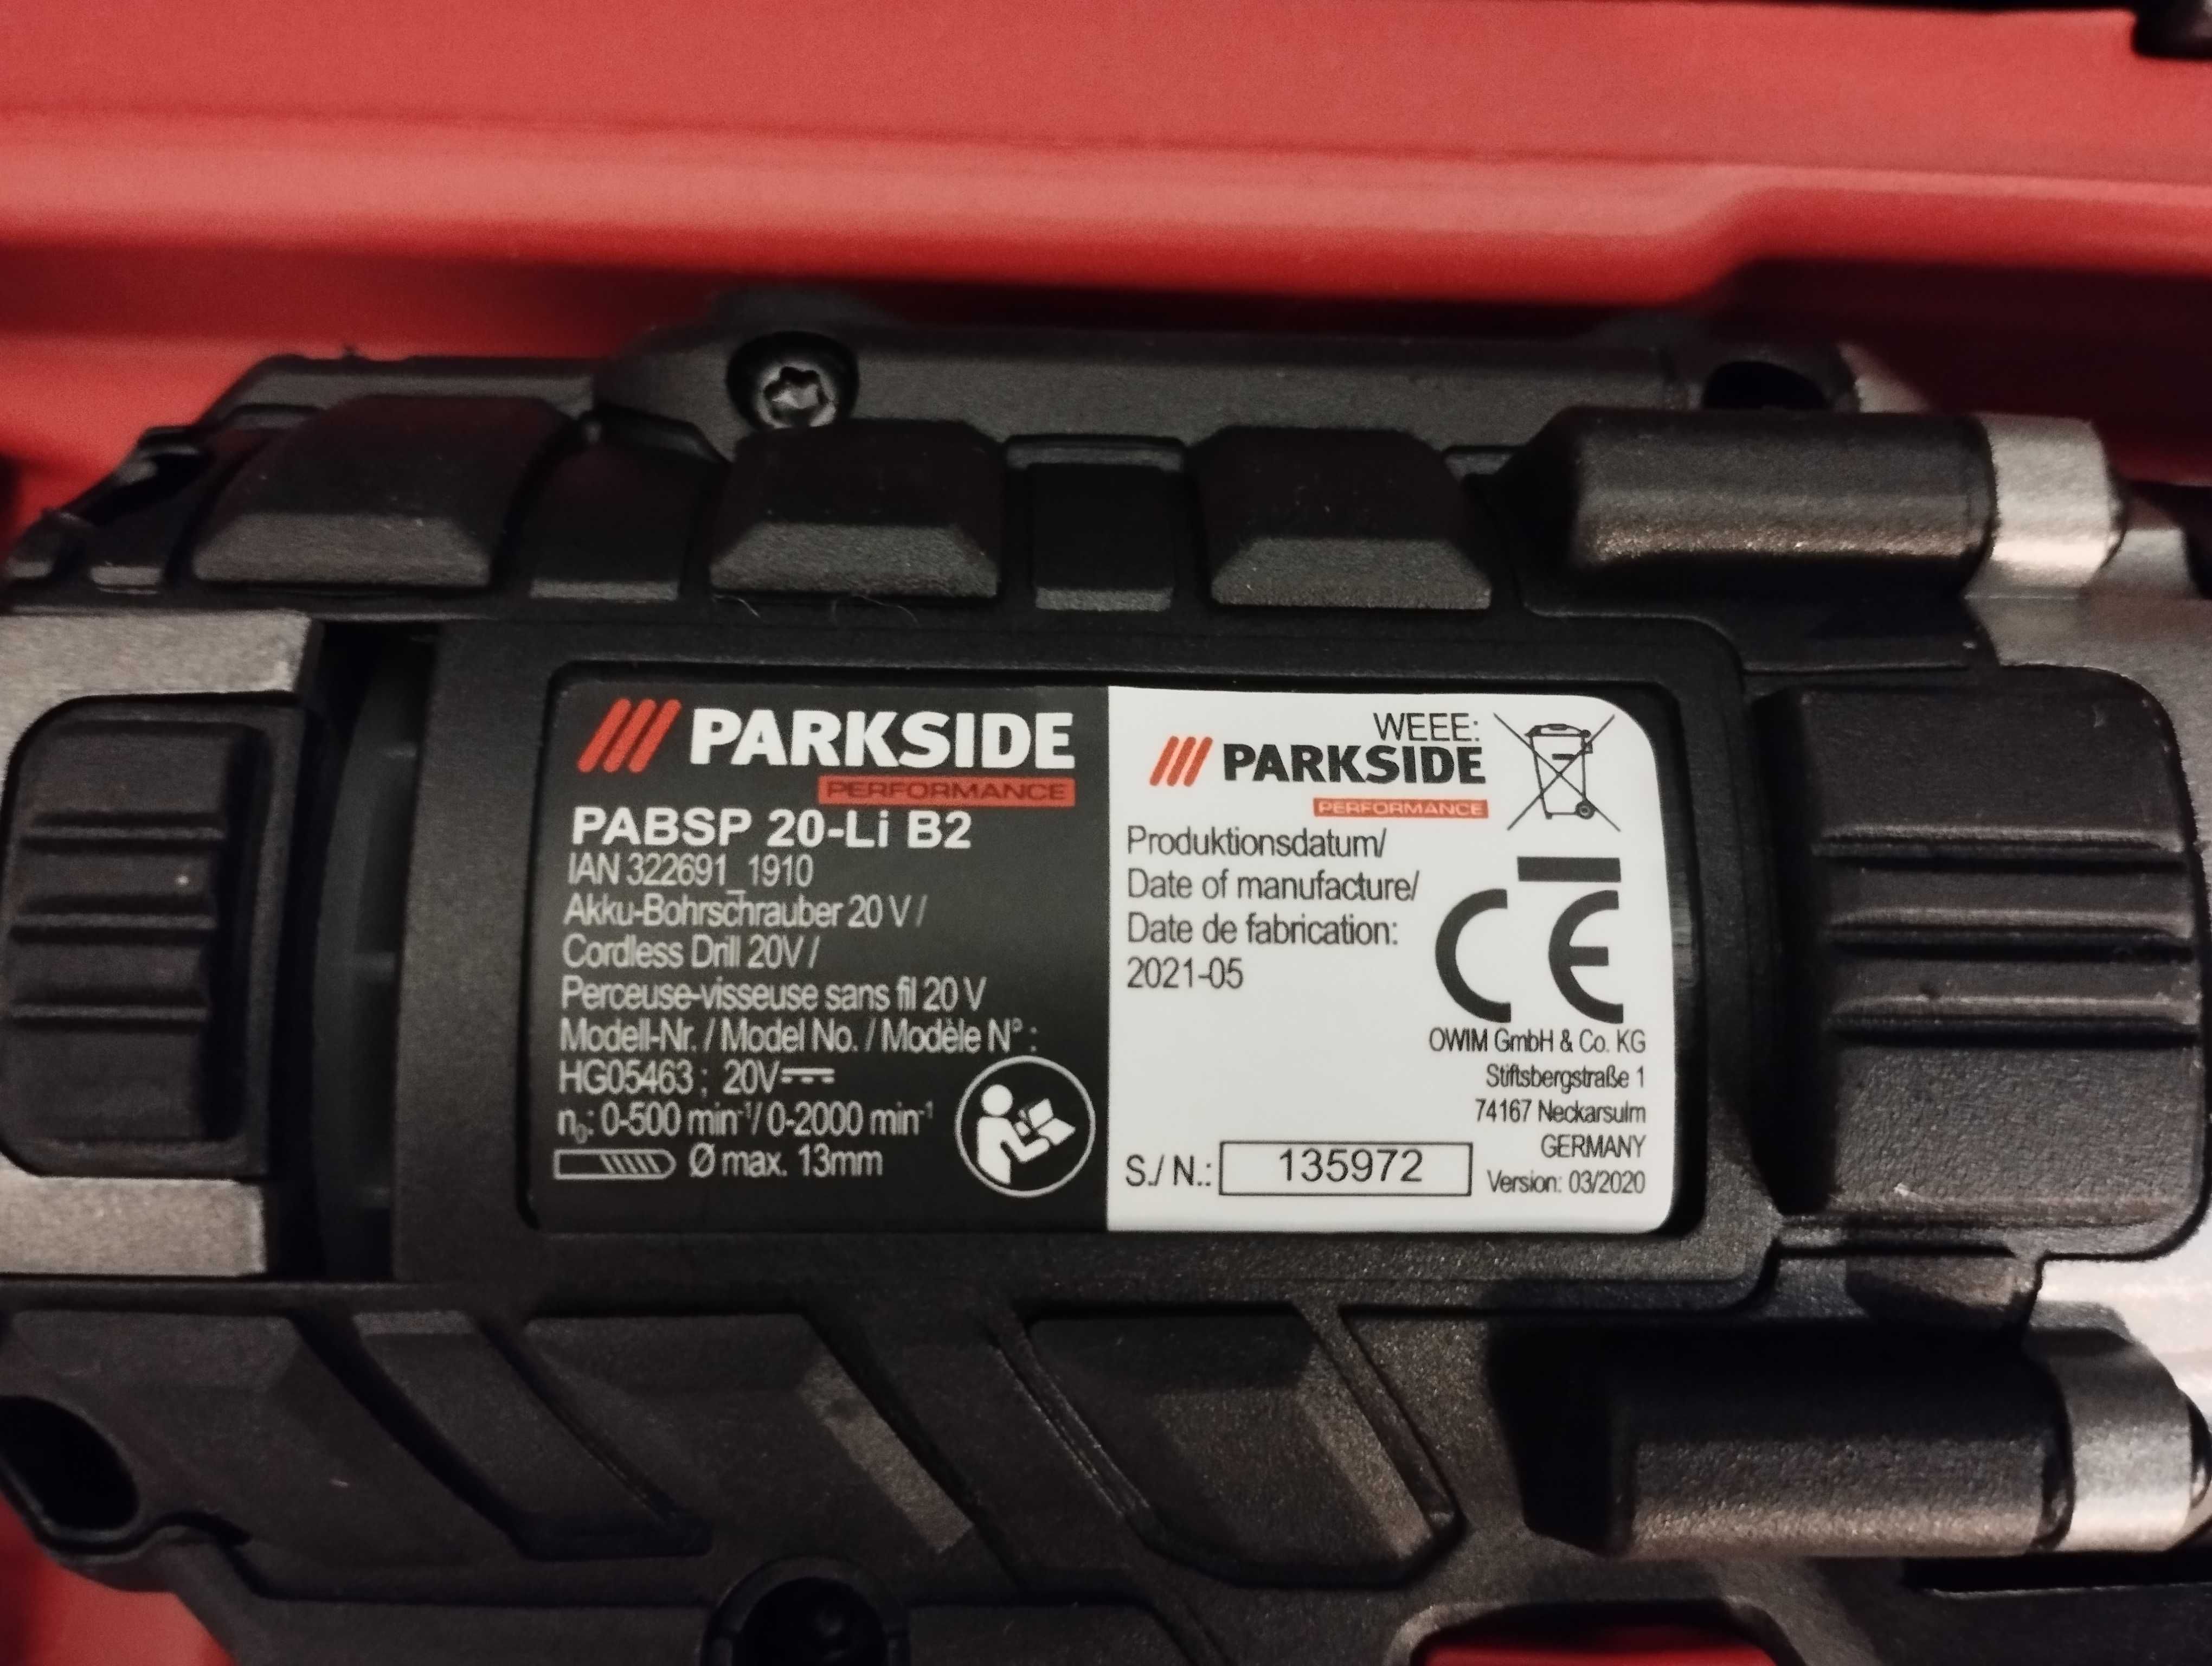 PARKSIDE
PERFORMANCE
PABSP 20-Li B2
IAN 322691_1910
Akku-Bohrschrauber 20 V /
Cordless Drill 20V /
Perceuse-visseuse sans fil 20 V
Modell-Nr. / Model No. / Modèle N° :
HG05463 ; 20V⎓
n₀: 0-500 min⁻¹/ 0-2000 min⁻¹
Ø max. 13mm
WEEE:
PARKSIDE
PERFORMANCE
Produktionsdatum/
Date of manufacture/
Date de fabrication:
2021-05
CE
OWIM GmbH & Co. KG
Stiftsbergstraße 1
74167 Neckarsulm
GERMANY
Version: 03/2020
S./ N.: 135972